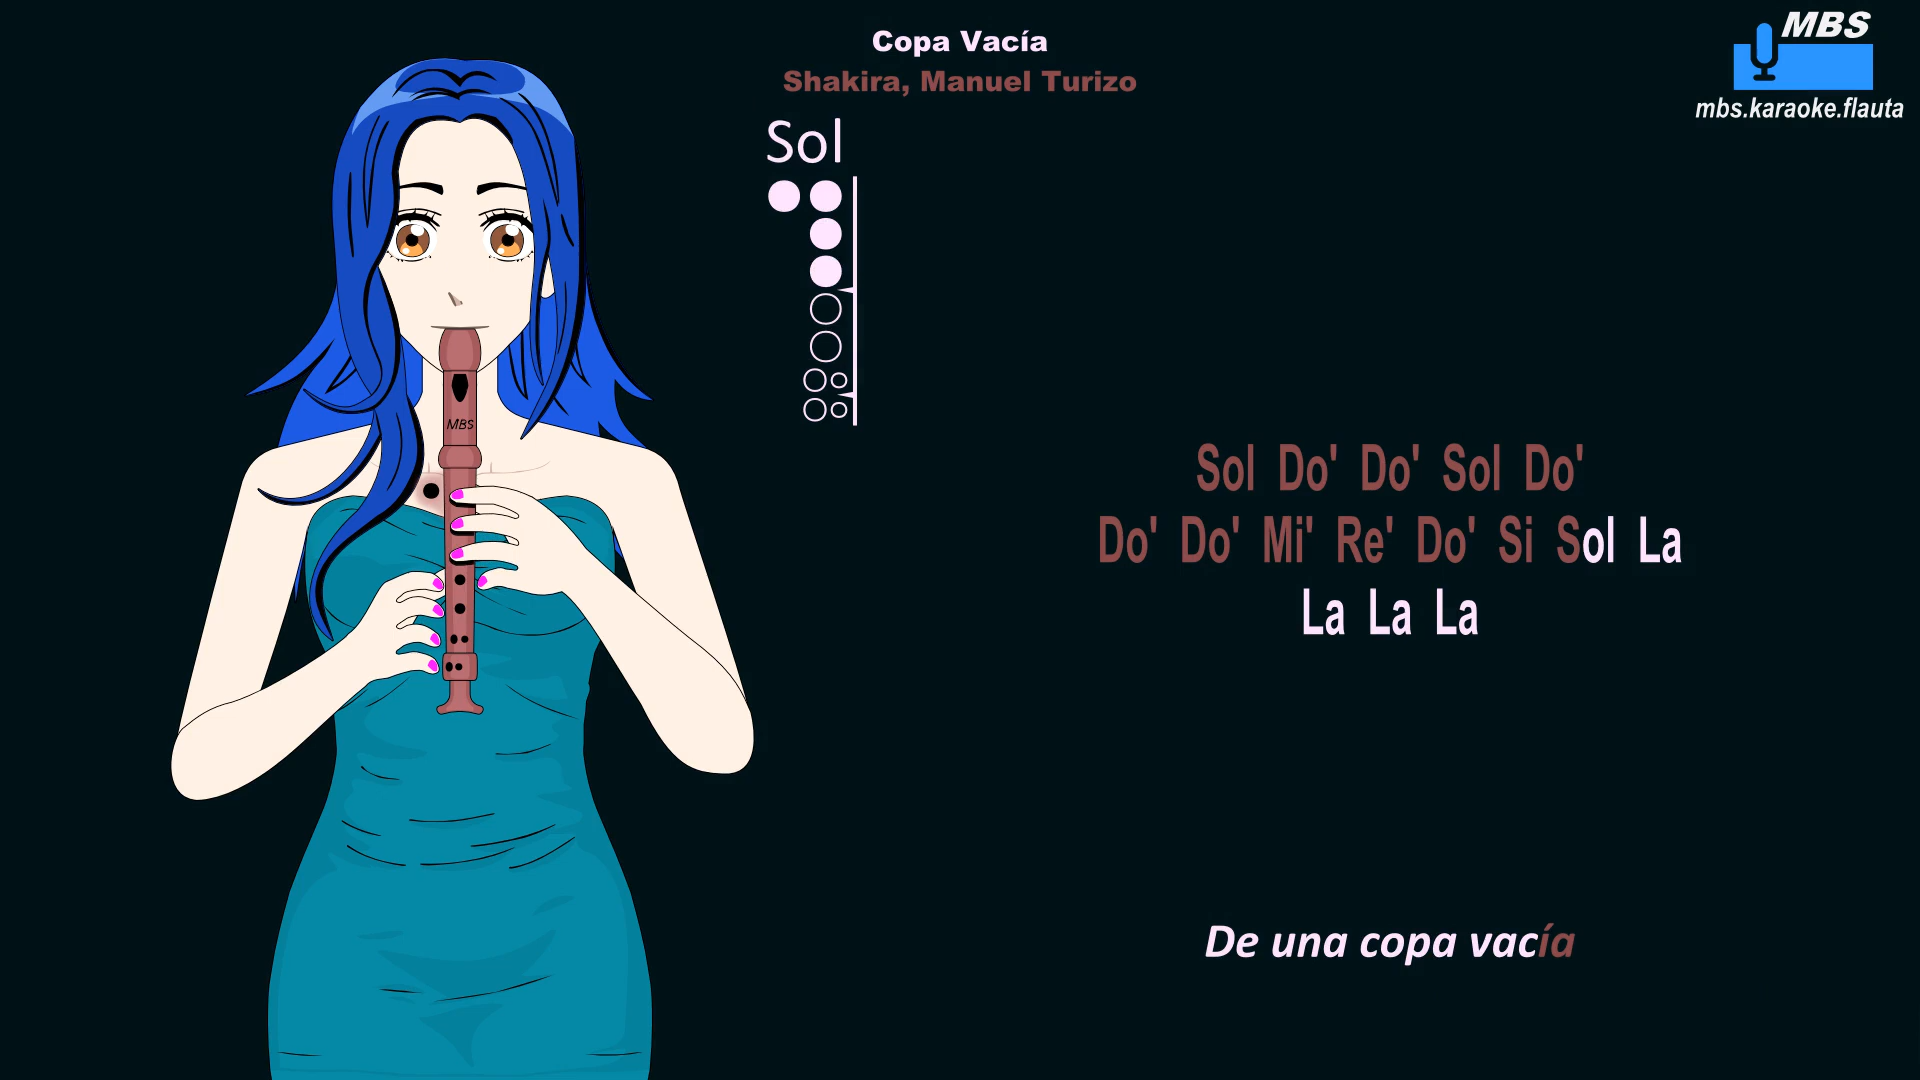 Copa Vacía
Shakira, Manuel Turizo
MBS
mbs.karaoke.flauta
Sol
MBS
Sol Do' Do' Sol Do'
Do' Do' Mi' Re' Do' Si Sol La
La La La
De una copa vacía